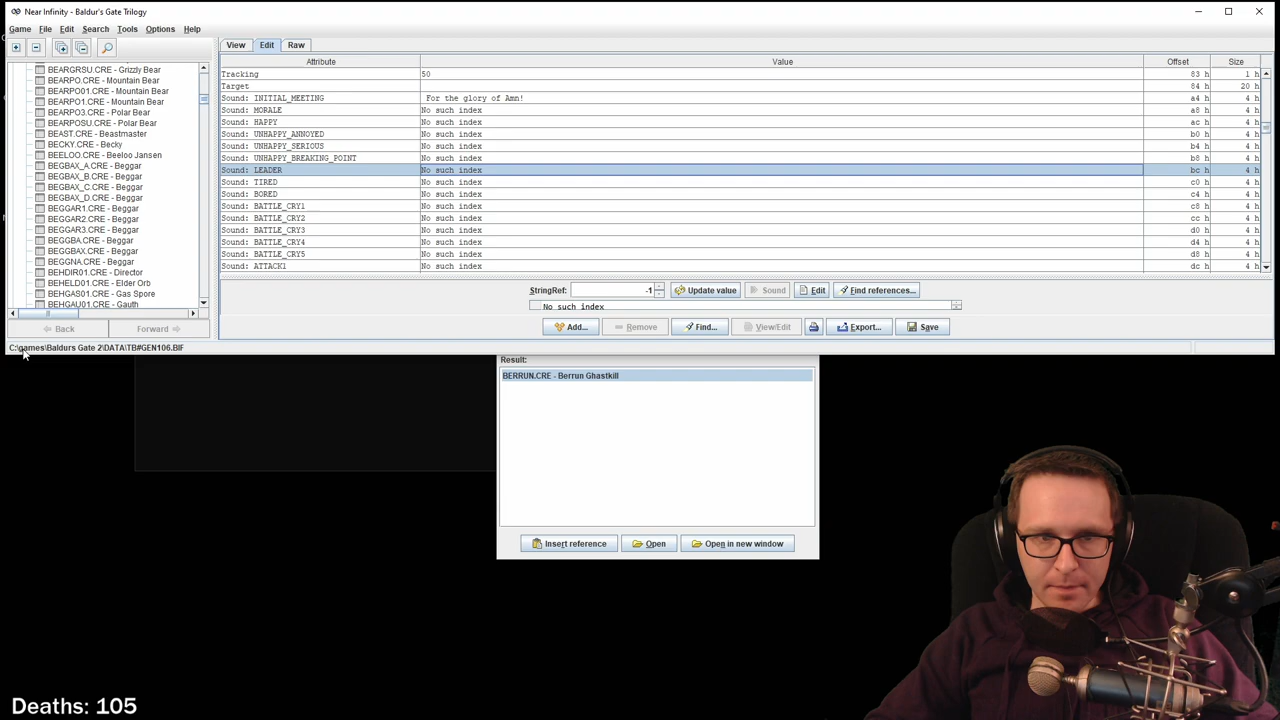 Near Infinity - Baldur's Gate Trilogy
Game File Edit Search Tools Options Help
BEARGRSU.CRE - Grizzly Bear
BEARPO.CRE - Mountain Bear
BEARPO01.CRE - Mountain Bear
BEARPO1.CRE - Mountain Bear
BEARPO3.CRE - Polar Bear
BEARPOSU.CRE - Polar Bear
BEAST.CRE - Beastmaster
BECKY.CRE - Becky
BEELOO.CRE - Beeloo Jansen
BEGBAX_A.CRE - Beggar
BEGBAX_B.CRE - Beggar
BEGBAX_C.CRE - Beggar
BEGBAX_D.CRE - Beggar
BEGGAR1.CRE - Beggar
BEGGAR2.CRE - Beggar
BEGGAR3.CRE - Beggar
BEGGBA.CRE - Beggar
BEGGBAX.CRE - Beggar
BEGGNA.CRE - Beggar
BEHDIR01.CRE - Director
BEHELD01.CRE - Elder Orb
BEHGAS01.CRE - Gas Spore
BEHGAU01.CRE - Gauth
Back Forward
View Edit Raw
Attribute Value Offset Size
Tracking 50 83 h 1 h
Target 84 h 20 h
Sound: INITIAL_MEETING For the glory of Amn! a4 h 4 h
Sound: MORALE No such index a8 h 4 h
Sound: HAPPY No such index ac h 4 h
Sound: UNHAPPY_ANNOYED No such index b0 h 4 h
Sound: UNHAPPY_SERIOUS No such index b4 h 4 h
Sound: UNHAPPY_BREAKING_POINT No such index b8 h 4 h
Sound: LEADER No such index bc h 4 h
Sound: TIRED No such index c0 h 4 h
Sound: BORED No such index c4 h 4 h
Sound: BATTLE_CRY1 No such index c8 h 4 h
Sound: BATTLE_CRY2 No such index cc h 4 h
Sound: BATTLE_CRY3 No such index d0 h 4 h
Sound: BATTLE_CRY4 No such index d4 h 4 h
Sound: BATTLE_CRY5 No such index d8 h 4 h
Sound: ATTACK1 No such index dc h 4 h
StringRef: -1 Update value Sound Edit Find references...
No such index
Add... Remove Find... View/Edit Export... Save
C:\games\Baldurs Gate 2\DATA\TB#GEN106.BIF
Result:
BERRUN.CRE - Berrun Ghastkill
Insert reference Open Open in new window
Deaths: 105